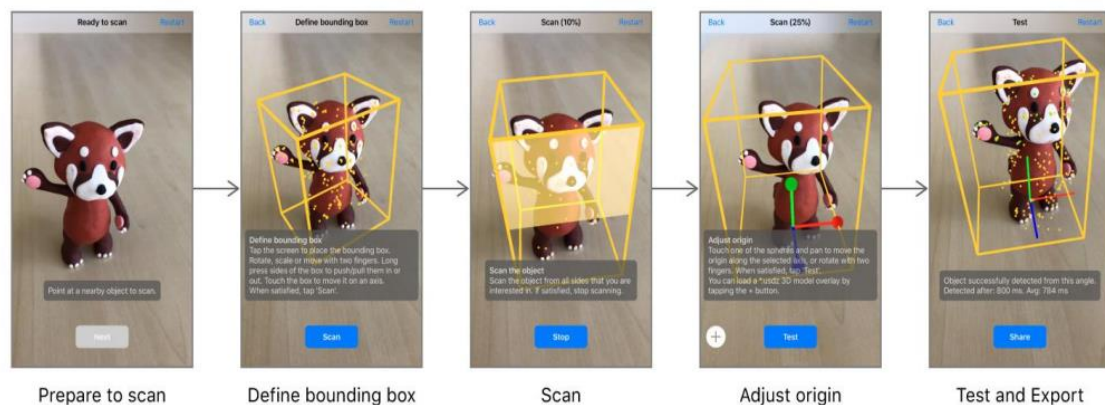 Ready to scan
Restart
Point at a nearby object to scan.
Next
Back
Define bounding box
Restart
Define bounding box
Tap the screen to place the bounding box.
Rotate, scale or move with two fingers. Long
press sides of the box to push/pull them in or
out. Touch the box to move it on an axis.
When satisfied, tap 'Scan'.
Scan
Back
Scan (10%)
Restart
Scan the object
Scan the object from all sides that you are
interested in. If satisfied, stop scanning.
Stop
Back
Scan (25%)
Restart
Adjust origin
Touch one of the spheres and pan to move the
origin along the selected axis, or rotate with two
fingers. When satisfied, tap 'Test'.
You can load a *.usdz 3D model overlay by
tapping the + button.
+
Test
Back
Test
Restart
Object successfully detected from this angle.
Detected after: 800 ms. Avg: 784 ms
Share
Prepare to scan
Define bounding box
Scan
Adjust origin
Test and Export